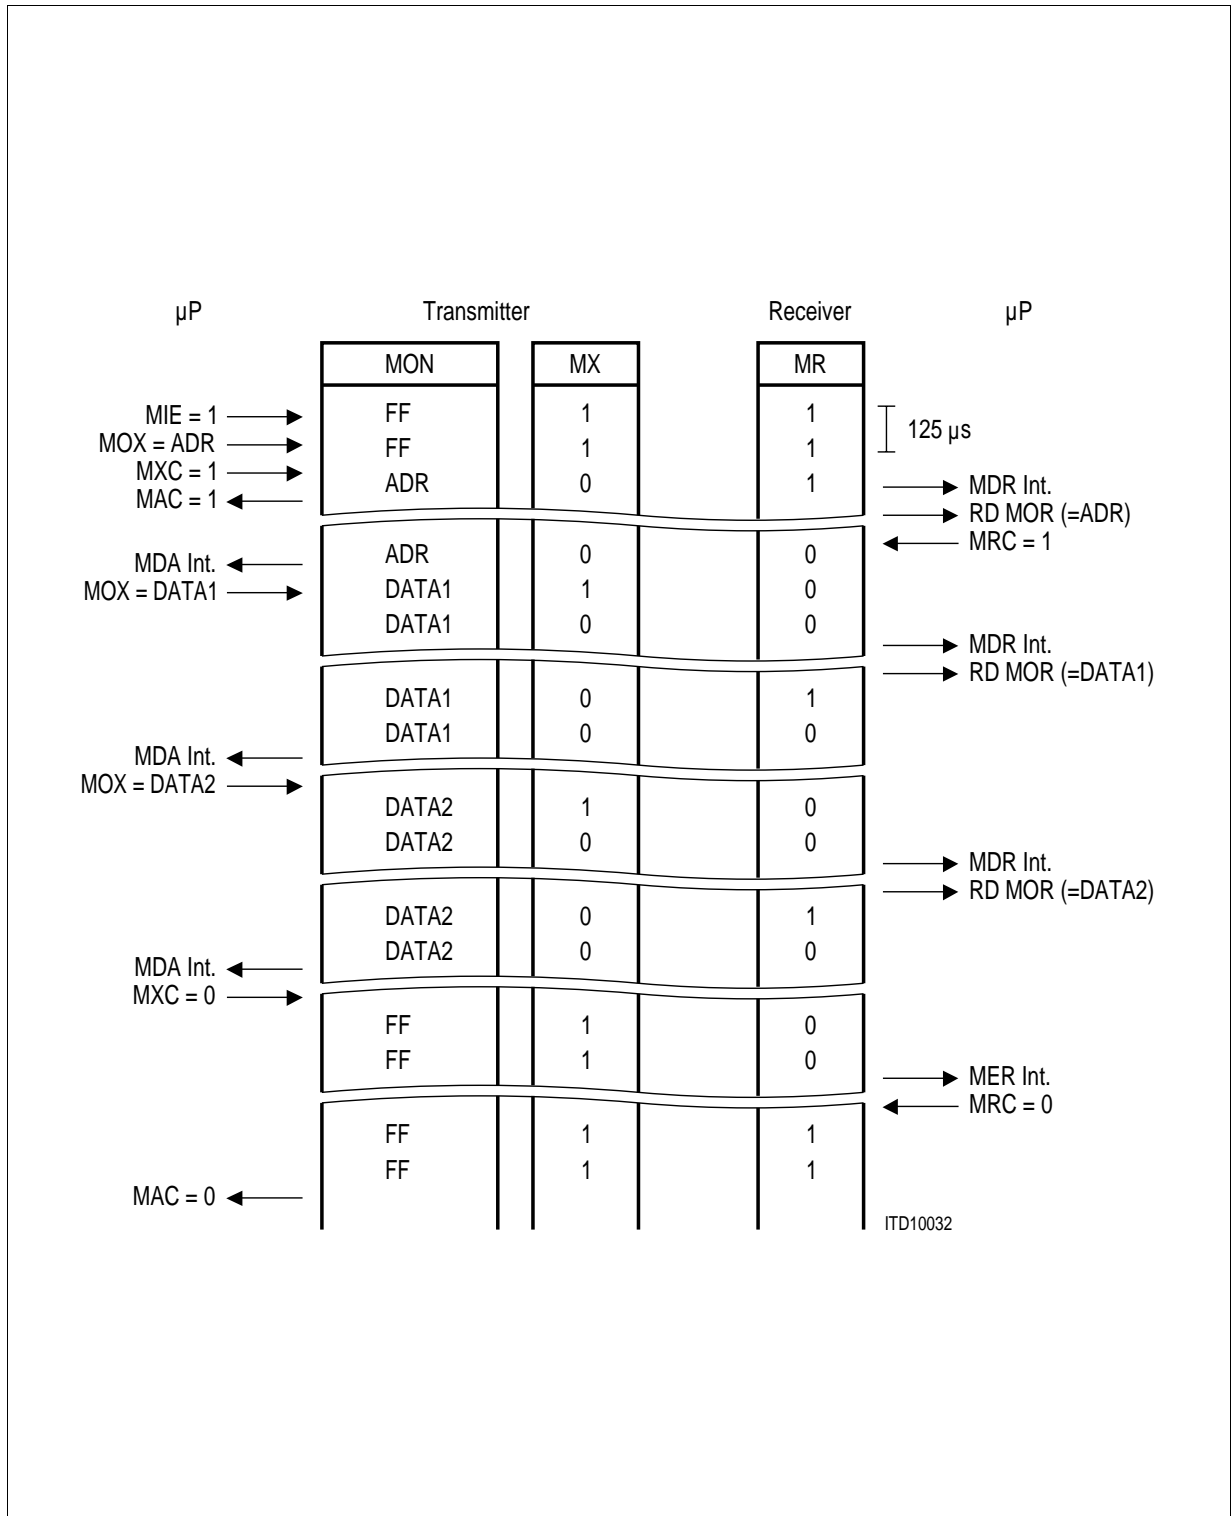 µP Transmitter Receiver µP
MON MX MR
MIE = 1 FF 1 1
125 µs
MOX = ADR FF 1 1
MXC = 1 ADR 0 1
MDR Int.
MAC = 1
RD MOR (=ADR)
MRC = 1
ADR 0 0
MDA Int.
MOX = DATA1 DATA1 1 0
DATA1 0 0
MDR Int.
RD MOR (=DATA1)
DATA1 0 1
DATA1 0 0
MDA Int.
MOX = DATA2
DATA2 1 0
DATA2 0 0
MDR Int.
RD MOR (=DATA2)
DATA2 0 1
DATA2 0 0
MDA Int.
MXC = 0
FF 1 0
FF 1 0
MER Int.
MRC = 0
FF 1 1
FF 1 1
MAC = 0
ITD10032